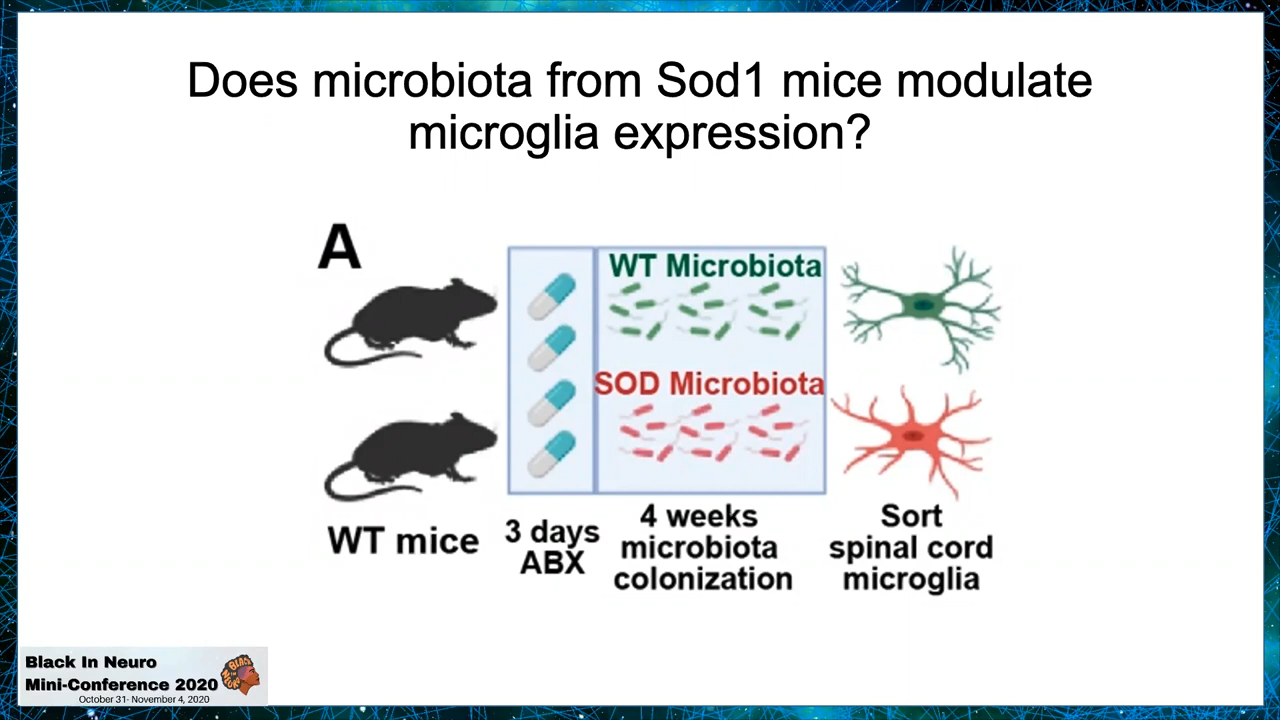 Does microbiota from Sod1 mice modulate
microglia expression?
A
WT Microbiota
SOD Microbiota
WT mice
3 days
ABX
4 weeks
microbiota
colonization
Sort
spinal cord
microglia
Black In Neuro
Mini-Conference 2020
October 31- November 4, 2020